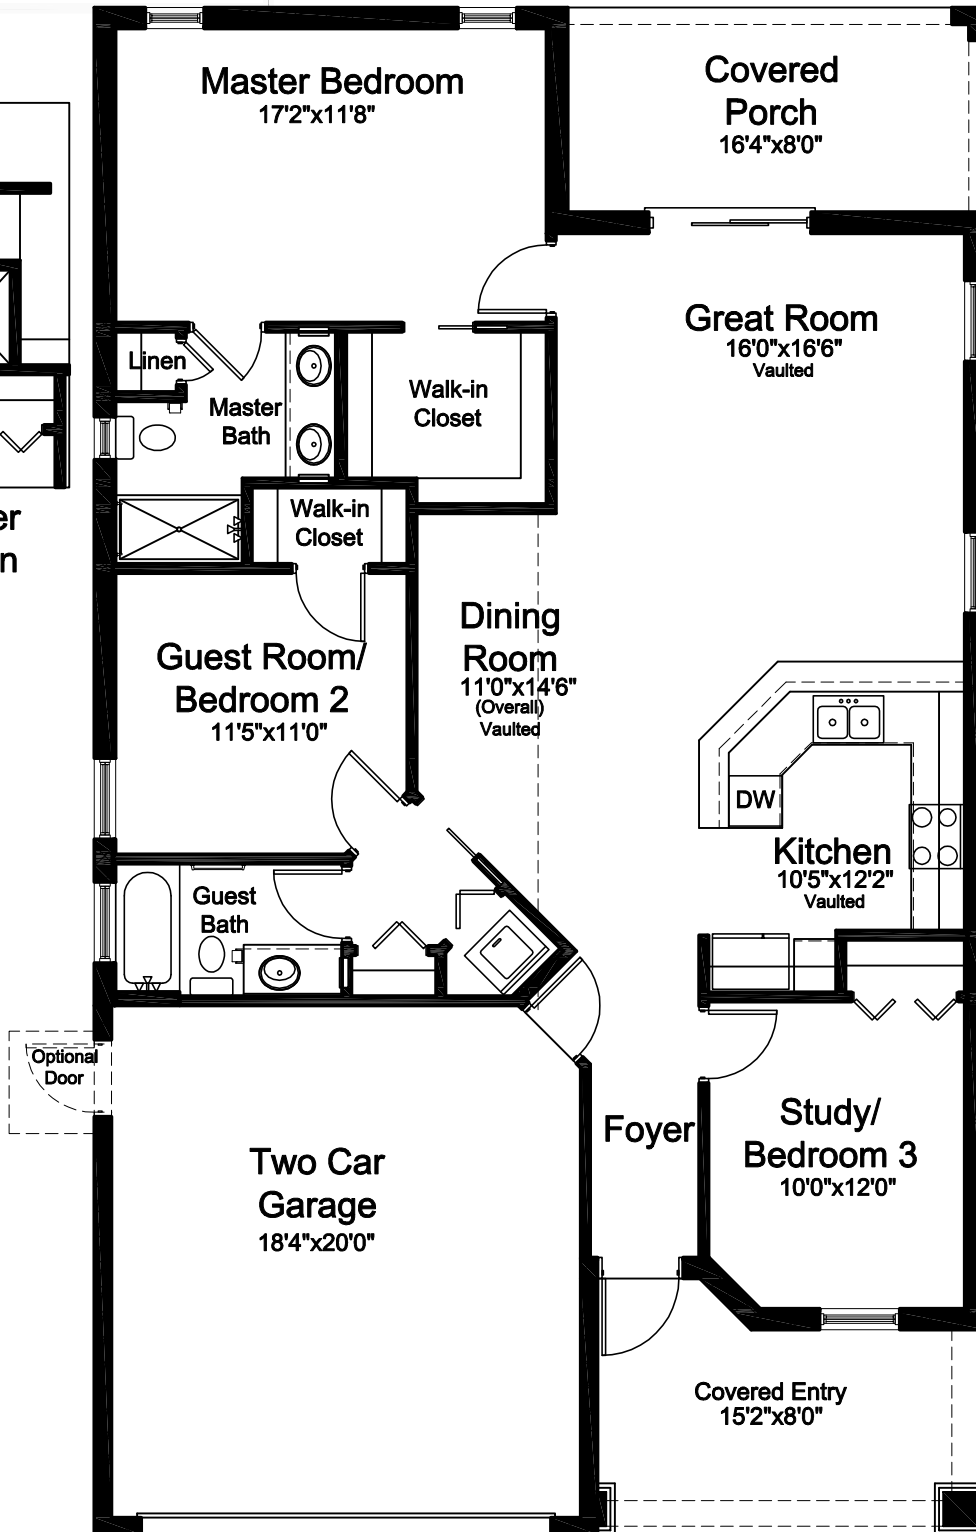 Master Bedroom
17'2"x11'8"
Covered
Porch
16'4"x8'0"
Great Room
16'0"x16'6"
Vaulted
Linen
Master
Bath
Walk-in
Closet
Walk-in
Closet
er
n
Dining
Room
11'0"x14'6"
(Overall)
Vaulted
Guest Room/
Bedroom 2
11'5"x11'0"
DW
Kitchen
10'5"x12'2"
Vaulted
Guest
Bath
Optional
Door
Foyer
Study/
Bedroom 3
10'0"x12'0"
Two Car
Garage
18'4"x20'0"
Covered Entry
15'2"x8'0"